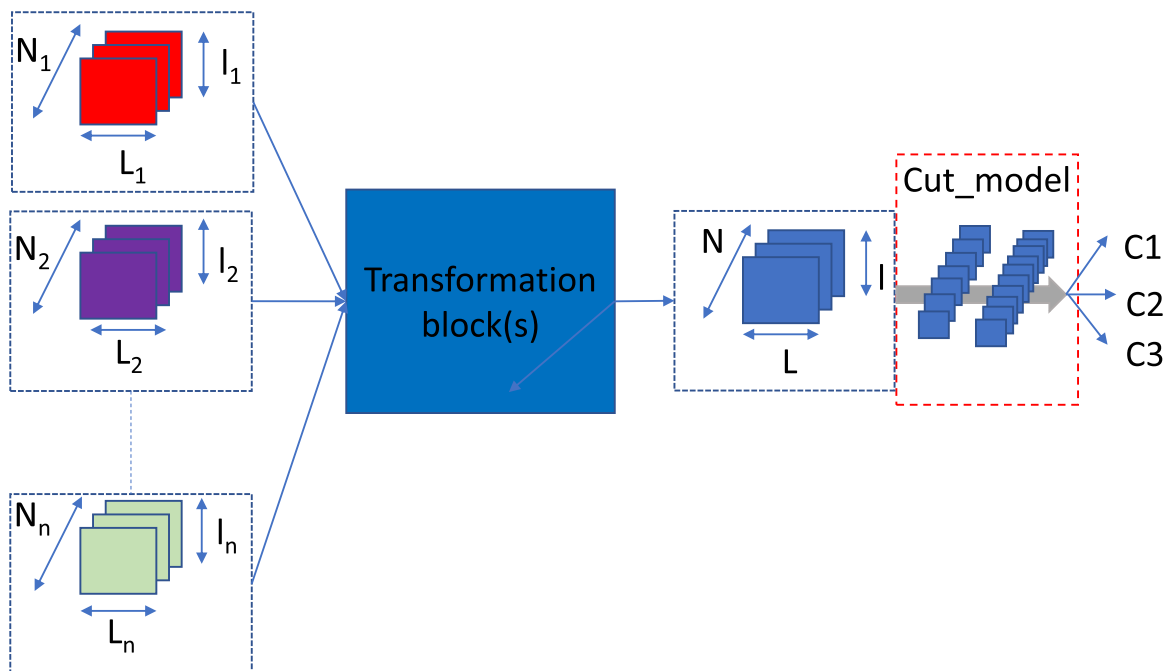 N1
l1
L1
N2
l2
L2
Nn
ln
Ln
Transformation
block(s)
N
l
L
Cut_model
C1
C2
C3